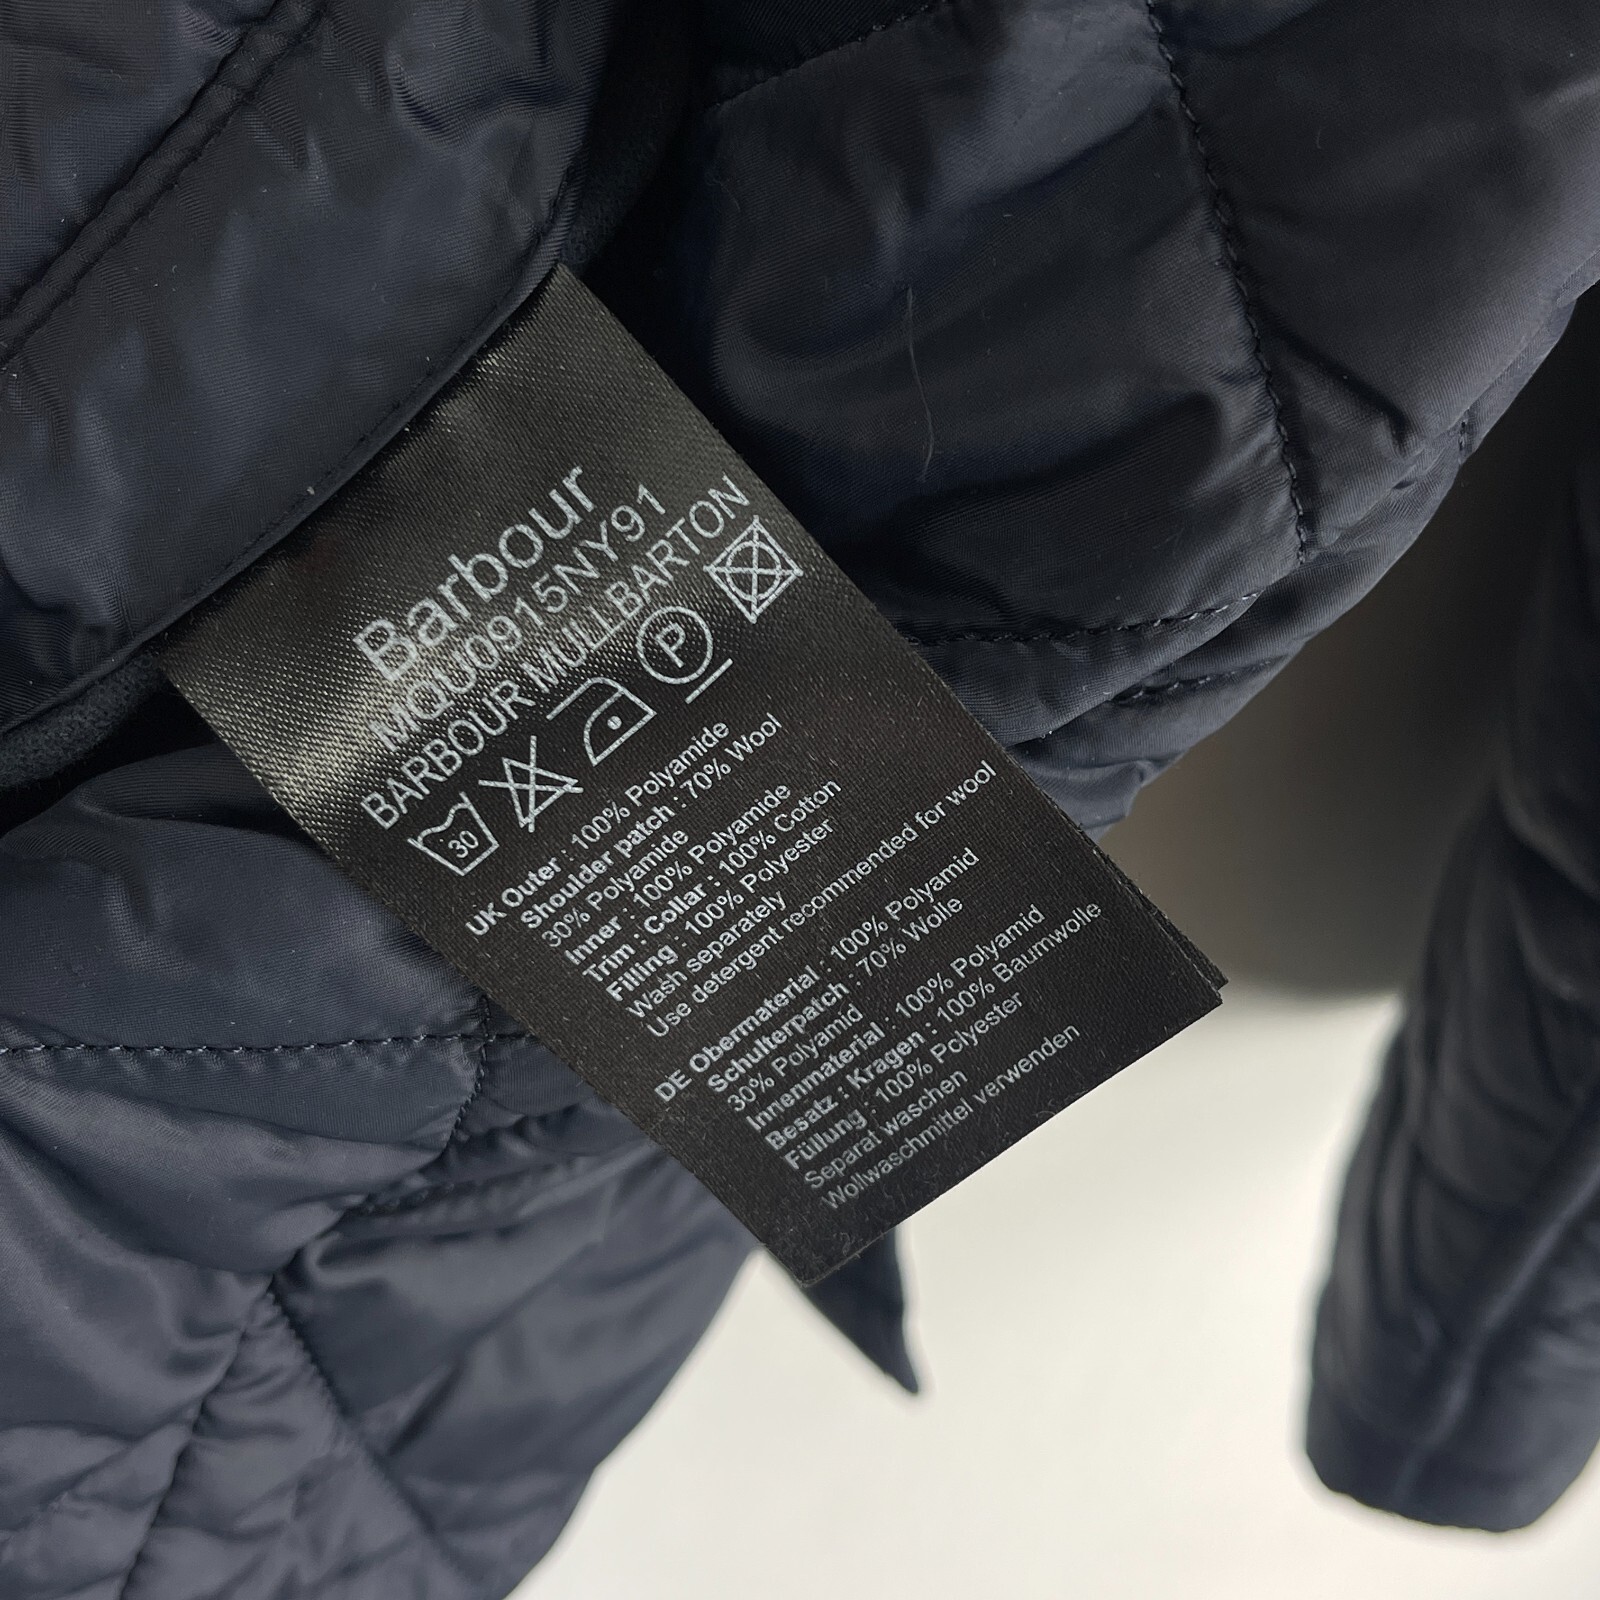 Barbour
MQU0915NY91
BARBOUR MULLBARTON
30 P
UK Outer : 100% Polyamide
Shoulder patch : 70% Wool
30% Polyamide
Inner : 100% Polyamide
Trim : Collar : 100% Cotton
Filling : 100% Polyester
Wash separately
Use detergent recommended for wool
DE Obermaterial : 100% Polyamid
Schulterpatch : 70% Wolle
30% Polyamid
Innenmaterial : 100% Polyamid
Besatz : Kragen : 100% Baumwolle
Füllung : 100% Polyester
Separat waschen
Wollwaschmittel verwenden